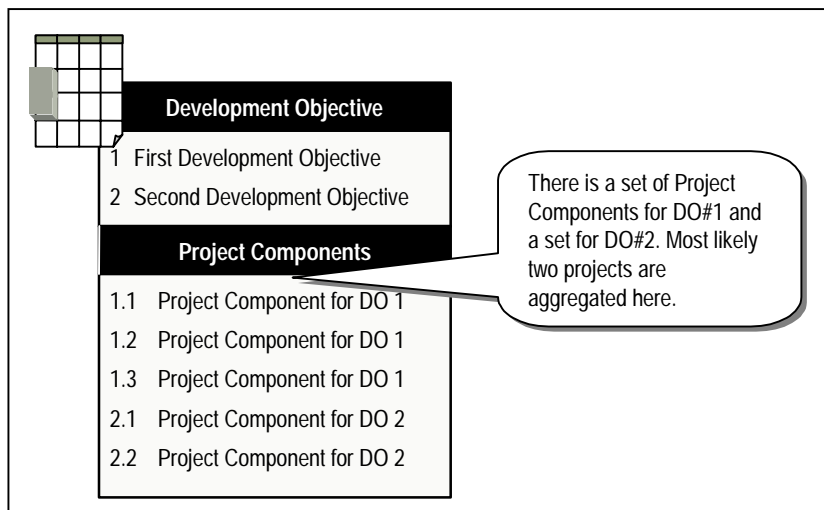 Development Objective
1 First Development Objective
2 Second Development Objective
Project Components
1.1 Project Component for DO 1
1.2 Project Component for DO 1
1.3 Project Component for DO 1
2.1 Project Component for DO 2
2.2 Project Component for DO 2
There is a set of Project
Components for DO#1 and
a set for DO#2. Most likely
two projects are
aggregated here.